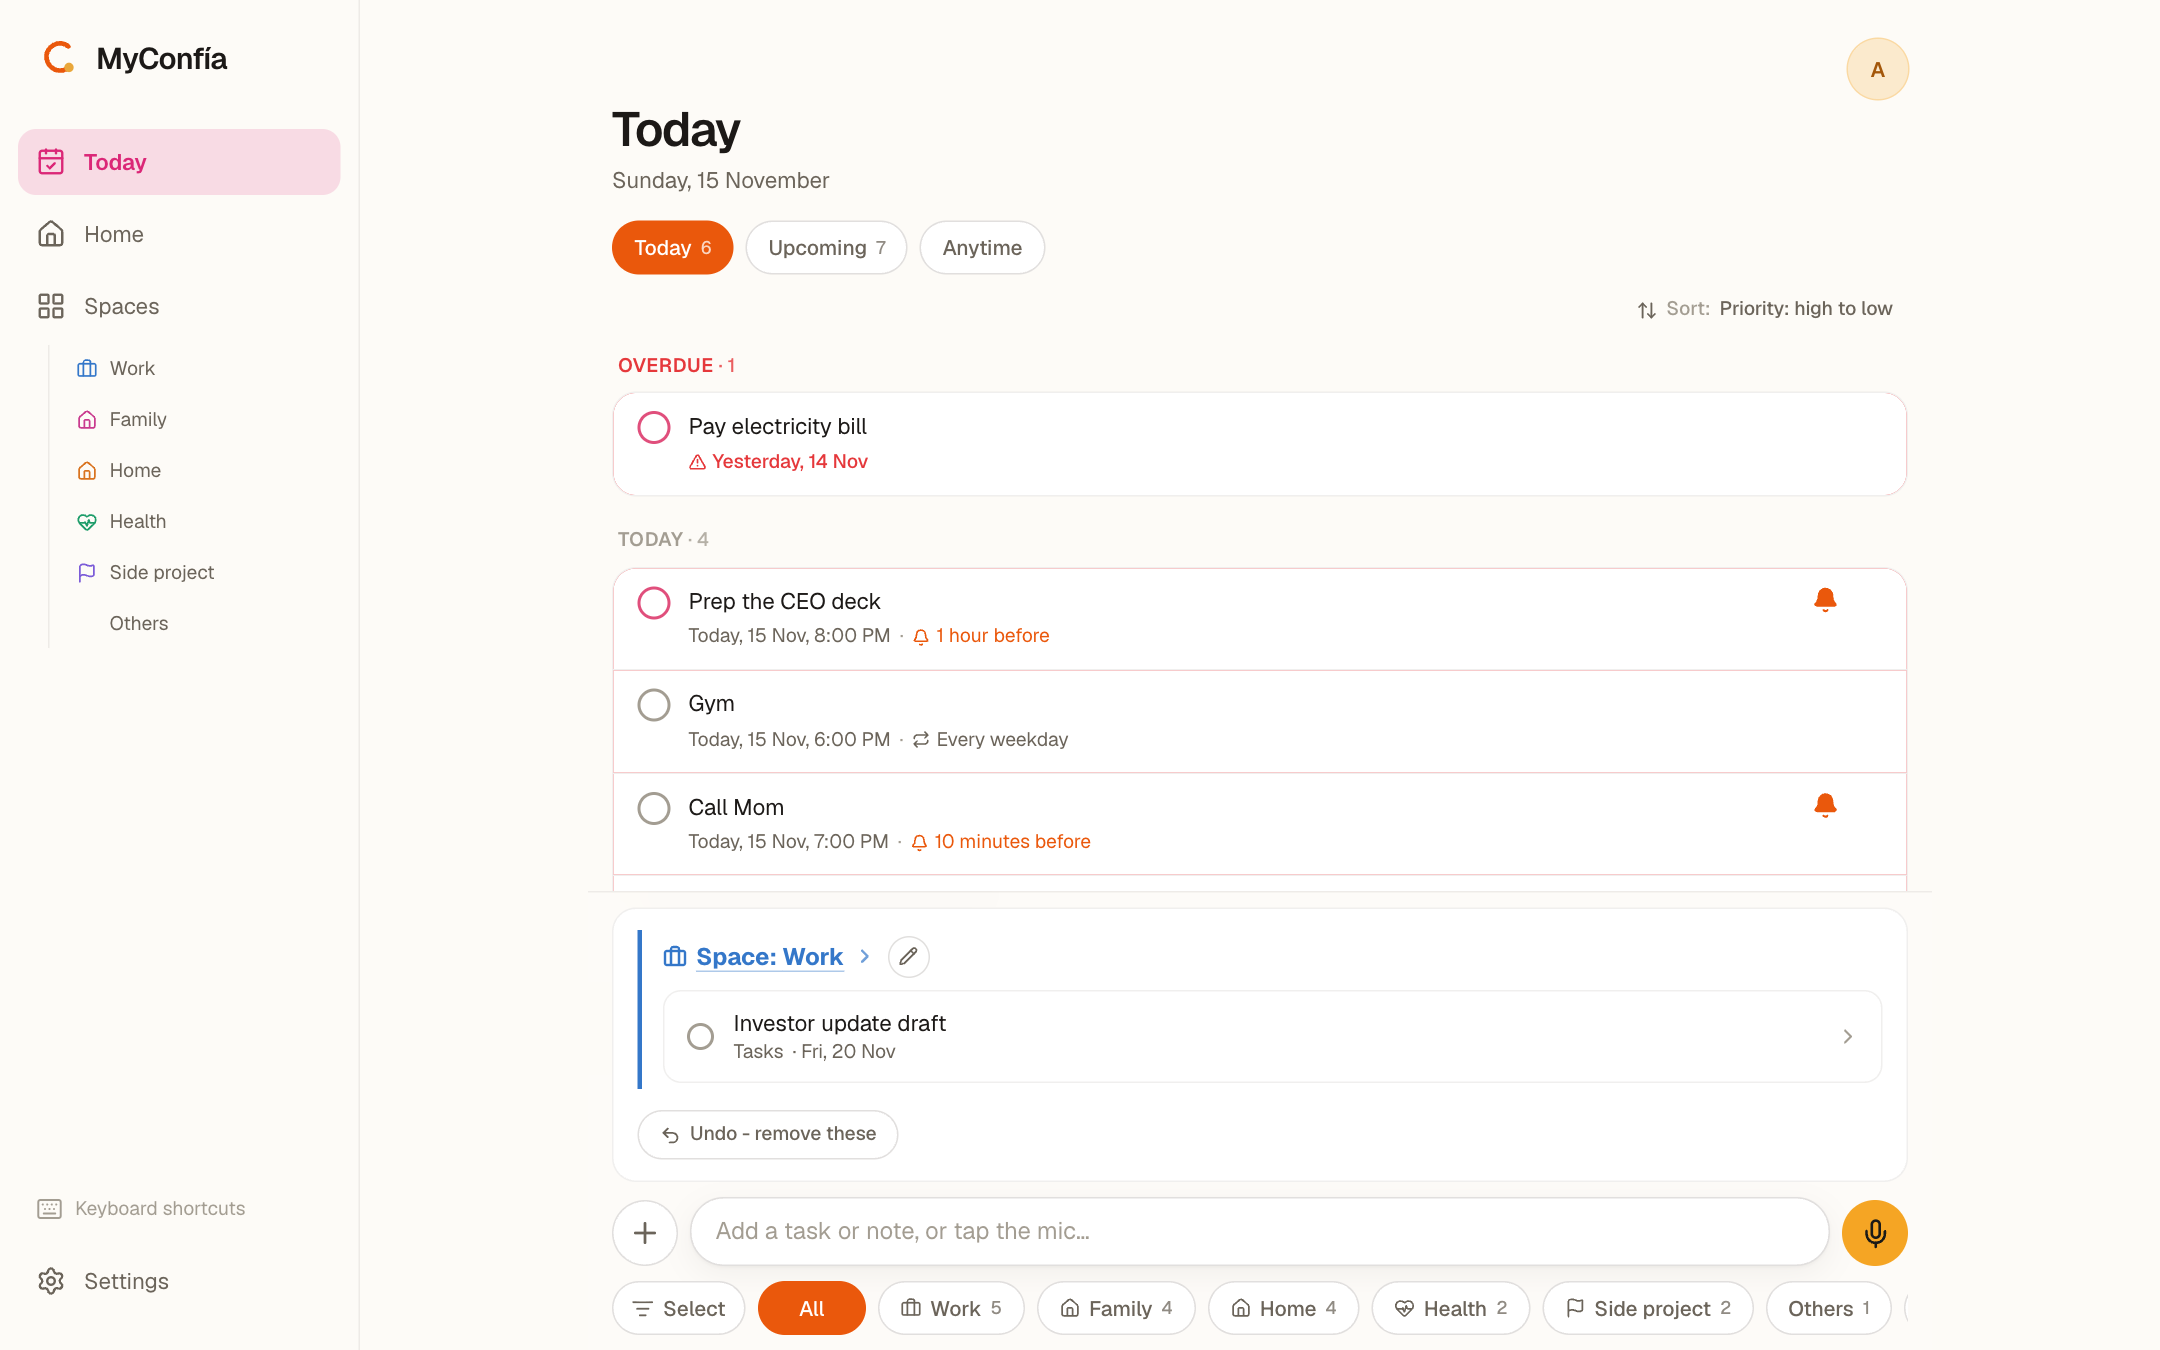 MyConfía
Today
Home
Spaces
Work
Family
Home
Health
Side project
Others
Keyboard shortcuts
Settings
A
Today
Sunday, 15 November
Today 6
Upcoming 7
Anytime
Sort: Priority: high to low
OVERDUE · 1
Pay electricity bill
Yesterday, 14 Nov
TODAY · 4
Prep the CEO deck
Today, 15 Nov, 8:00 PM · 1 hour before
Gym
Today, 15 Nov, 6:00 PM · Every weekday
Call Mom
Today, 15 Nov, 7:00 PM · 10 minutes before
Space: Work
Investor update draft
Tasks · Fri, 20 Nov
Undo - remove these
Add a task or note, or tap the mic...
Select
All
Work 5
Family 4
Home 4
Health 2
Side project 2
Others 1